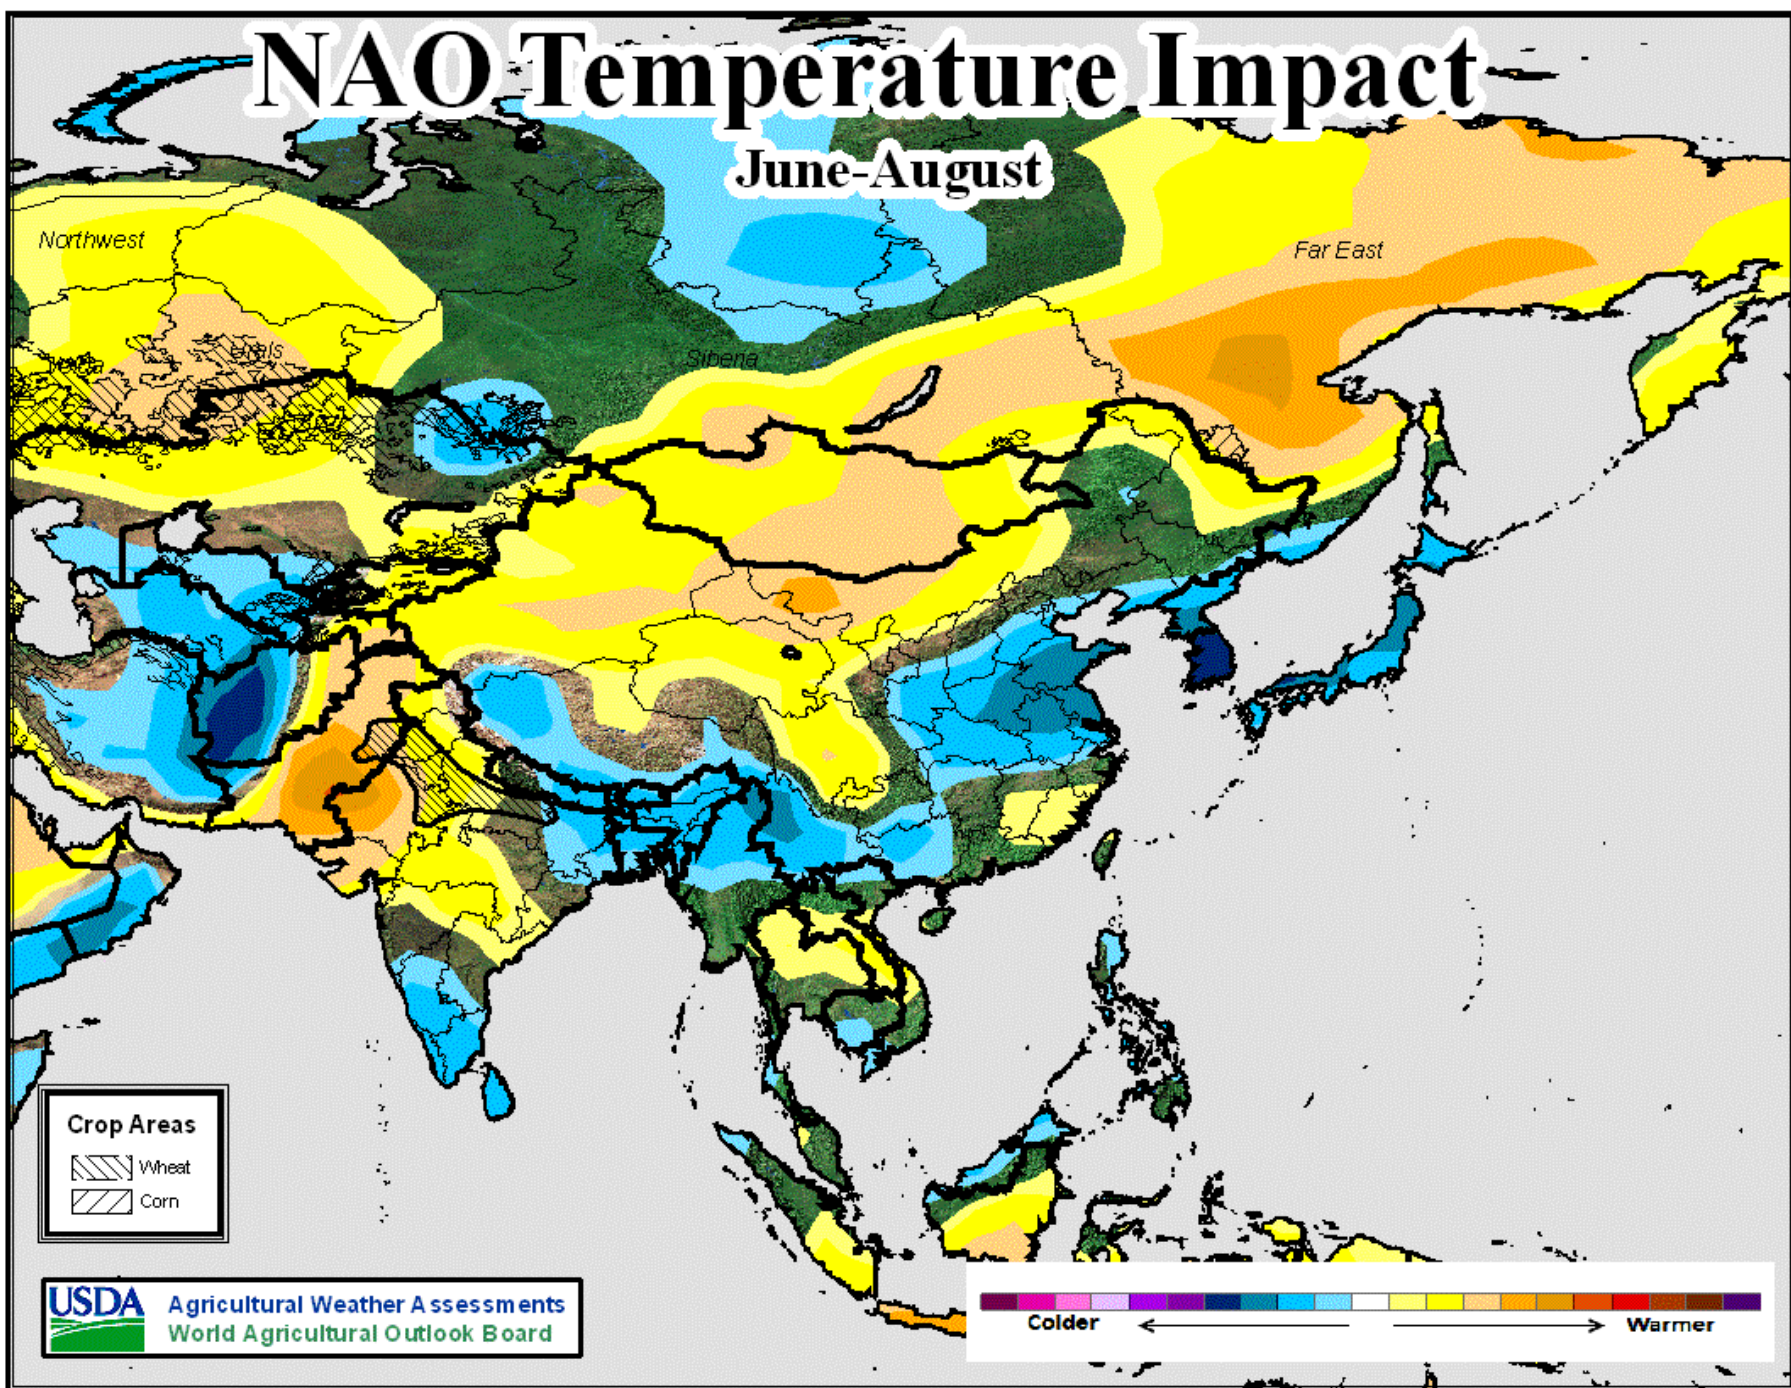 NAO Temperature Impact
June-August
Northwest
Far East
Urals
Volga
Siberia
Crop Areas
Wheat
Corn
USDA
Agricultural Weather Assessments
World Agricultural Outlook Board
Colder
Warmer